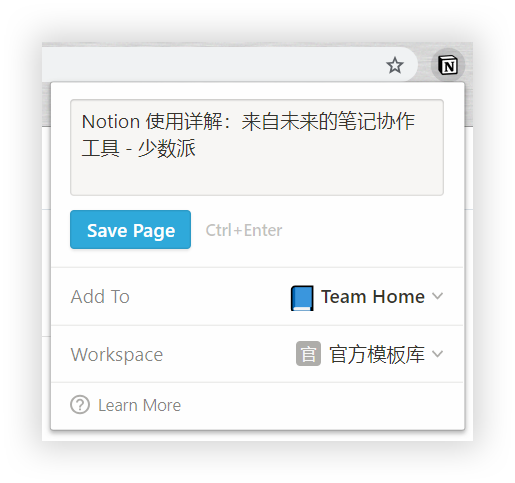 N
Notion 使用详解：来自未来的笔记协作
工具 - 少数派
Save Page Ctrl+Enter
Add To Team Home
Workspace 官 官方模板库
? Learn More